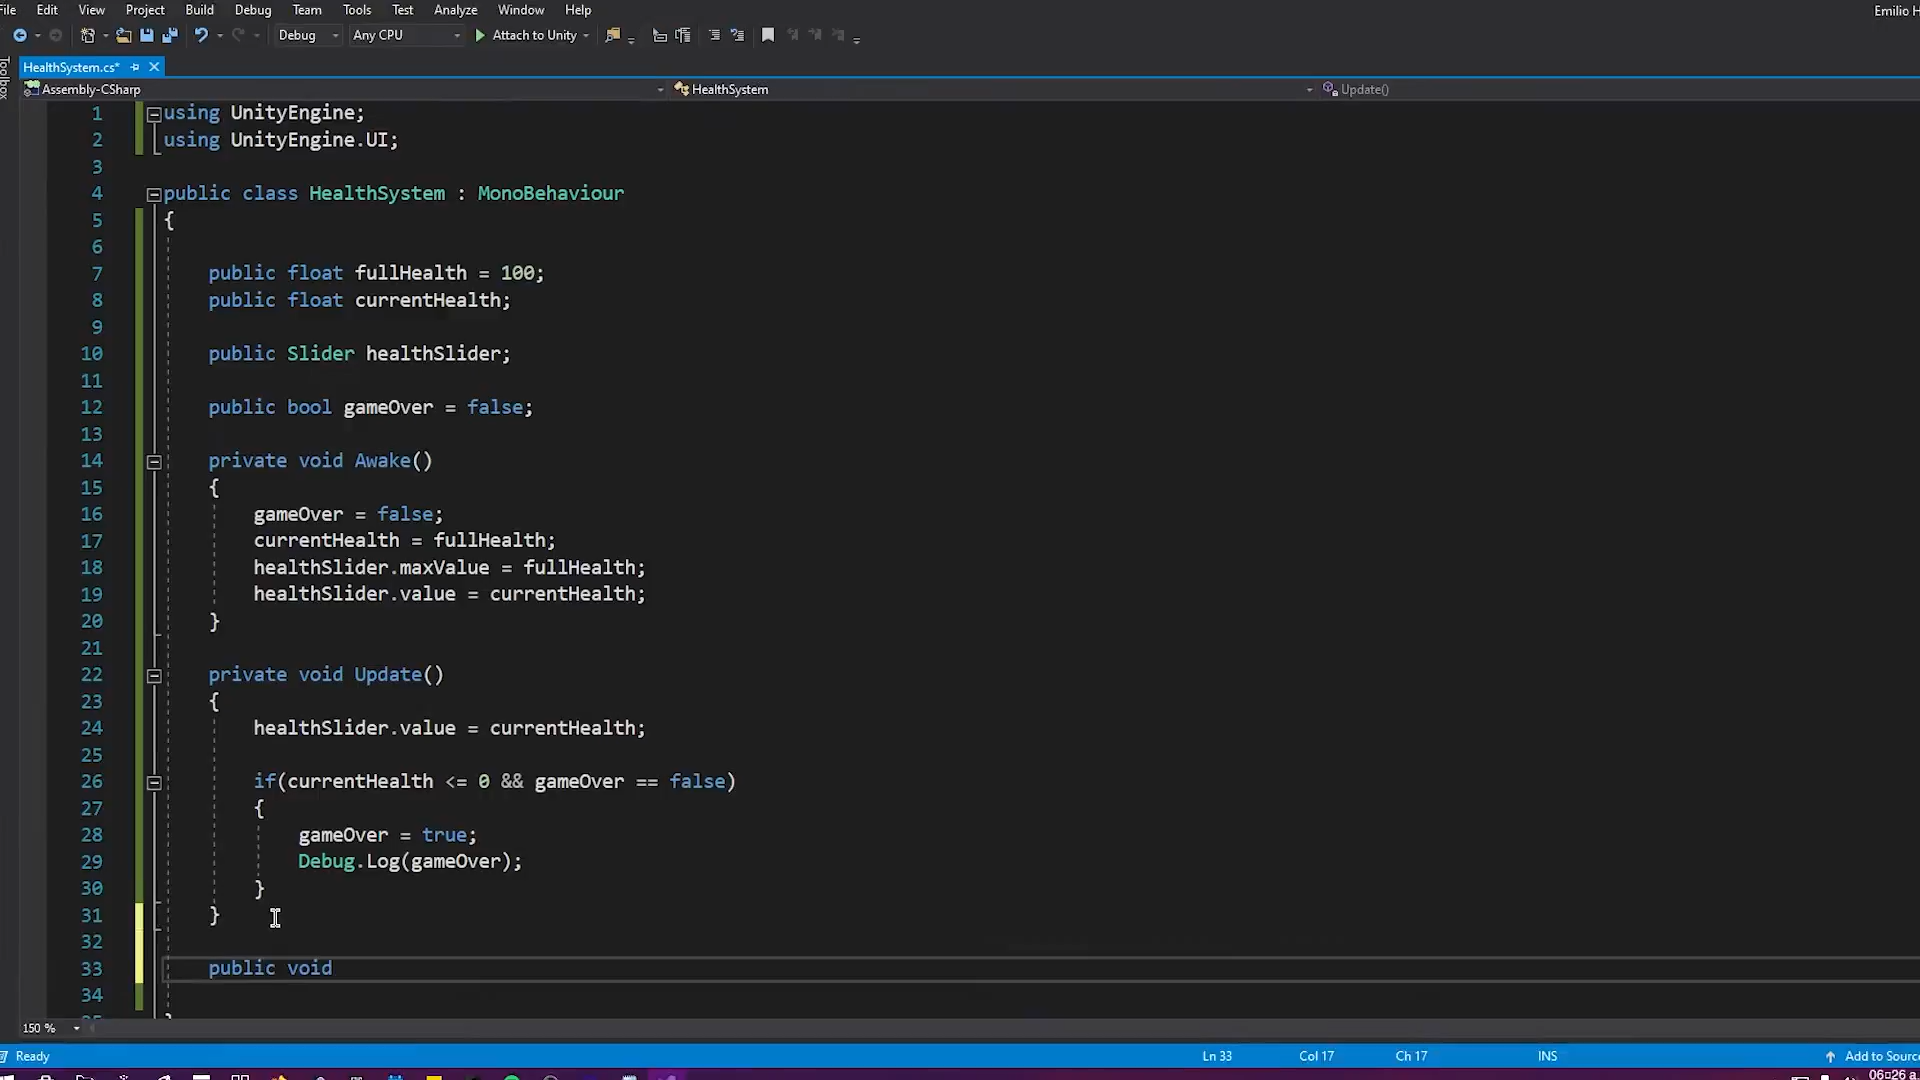 File Edit View Project Build Debug Team Tools Test Analyze Window Help Emilio H
Debug Any CPU Attach to Unity
Toolbox
HealthSystem.cs*
Assembly-CSharp HealthSystem Update()
1 using UnityEngine;
2 using UnityEngine.UI;
3
4 public class HealthSystem : MonoBehaviour
5 {
6
7 public float fullHealth = 100;
8 public float currentHealth;
9
10 public Slider healthSlider;
11
12 public bool gameOver = false;
13
14 private void Awake()
15 {
16 gameOver = false;
17 currentHealth = fullHealth;
18 healthSlider.maxValue = fullHealth;
19 healthSlider.value = currentHealth;
20 }
21
22 private void Update()
23 {
24 healthSlider.value = currentHealth;
25
26 if(currentHealth <= 0 && gameOver == false)
27 {
28 gameOver = true;
29 Debug.Log(gameOver);
30 }
31 }
32
33 public void
34
150 %
Ready Ln 33 Col 17 Ch 17 INS Add to Sourc